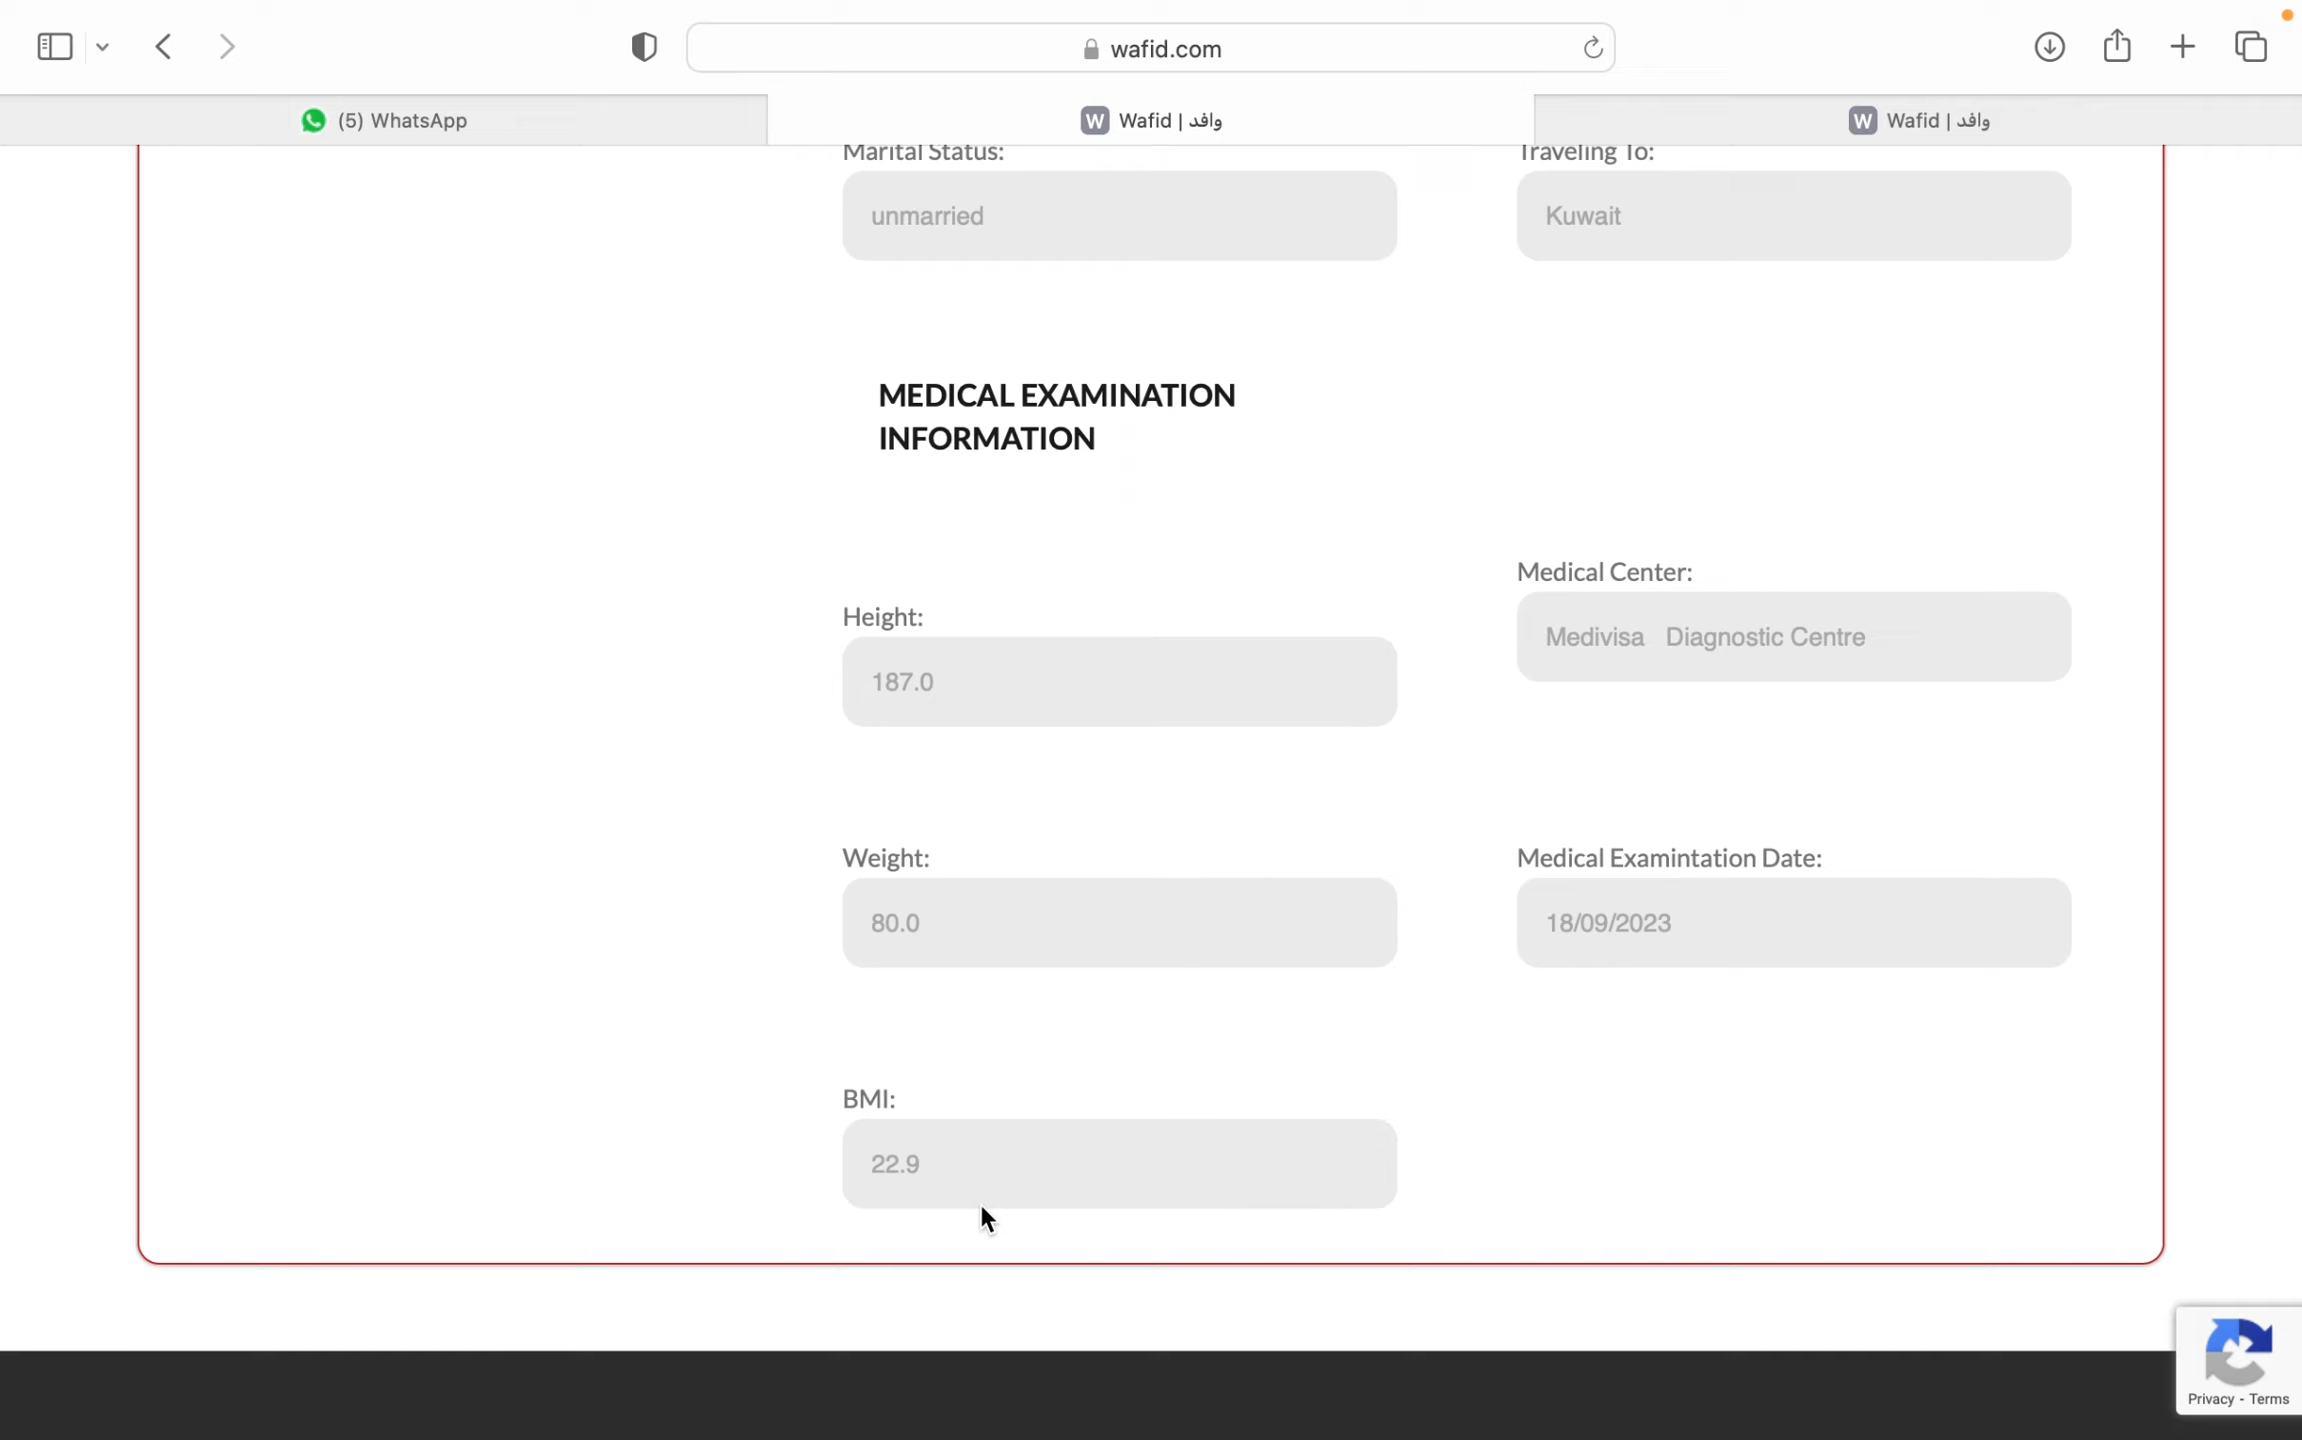 wafid.com
(5) WhatsApp
W Wafid | وافد
W Wafid | وافد
Marital Status:
Traveling To:
unmarried
Kuwait
MEDICAL EXAMINATION
INFORMATION
Medical Center:
Medivisa Diagnostic Centre
Height:
187.0
Weight:
80.0
Medical Examintation Date:
18/09/2023
BMI:
22.9
Privacy - Terms